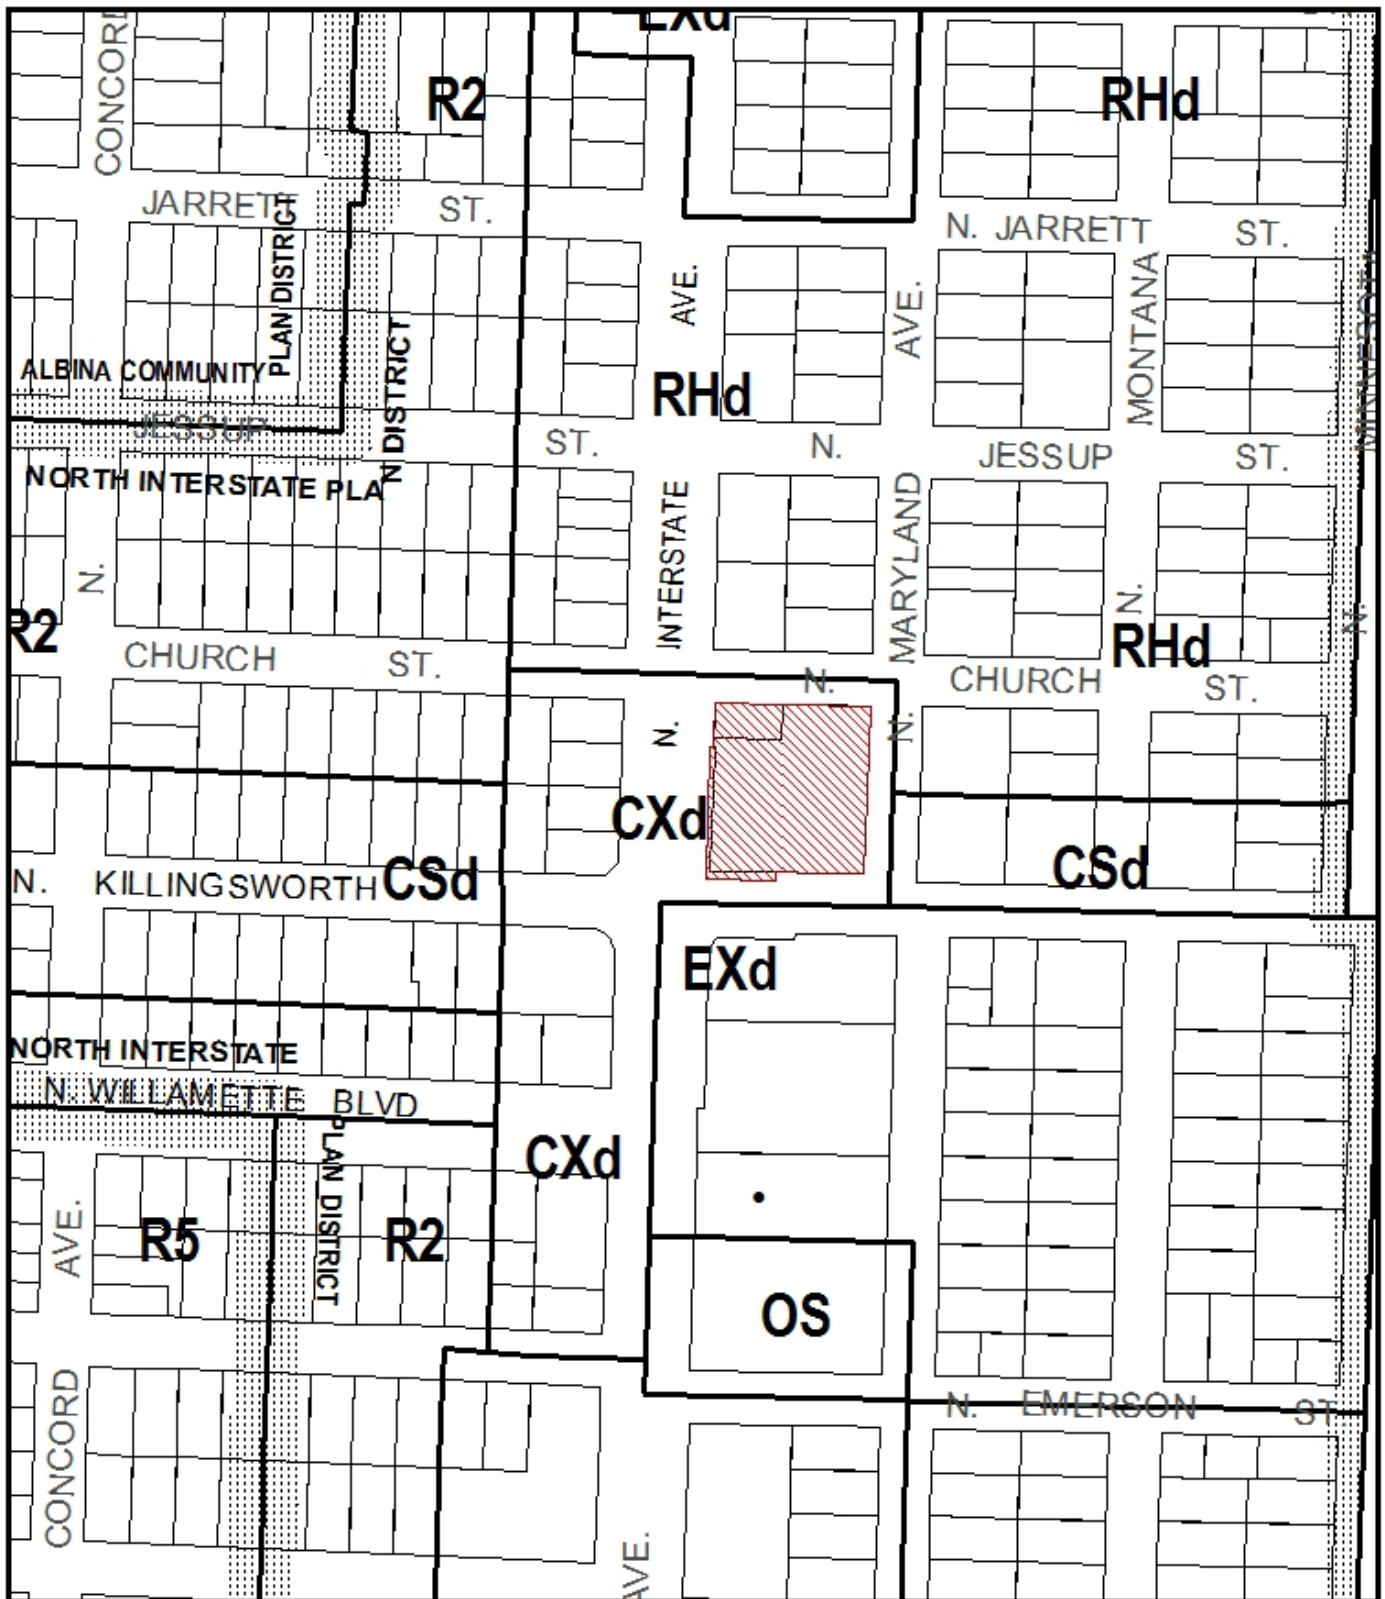 EXd
CONCORD
R2
RHd
JARRETT
ST.
N. JARRETT
ST.
PLAN DISTRICT
AVE.
AVE.
MONTANA
ALBINA COMMUNITY
N DISTRICT
RHd
JESSUP
ST.
N.
JESSUP
ST.
NORTH INTERSTATE PLA
INTERSTATE
MARYLAND
N.
N.
N.
R2
RHd
CHURCH
ST.
N.
CHURCH
ST.
N.
N.
CXd
CSd
CSd
N.
KILLINGSWORTH
EXd
NORTH INTERSTATE
N. WILLAMETTE
BLVD
PLAN DISTRICT
CXd
AVE.
R5
R2
OS
CONCORD
N.
EMERSON
ST
AVE.